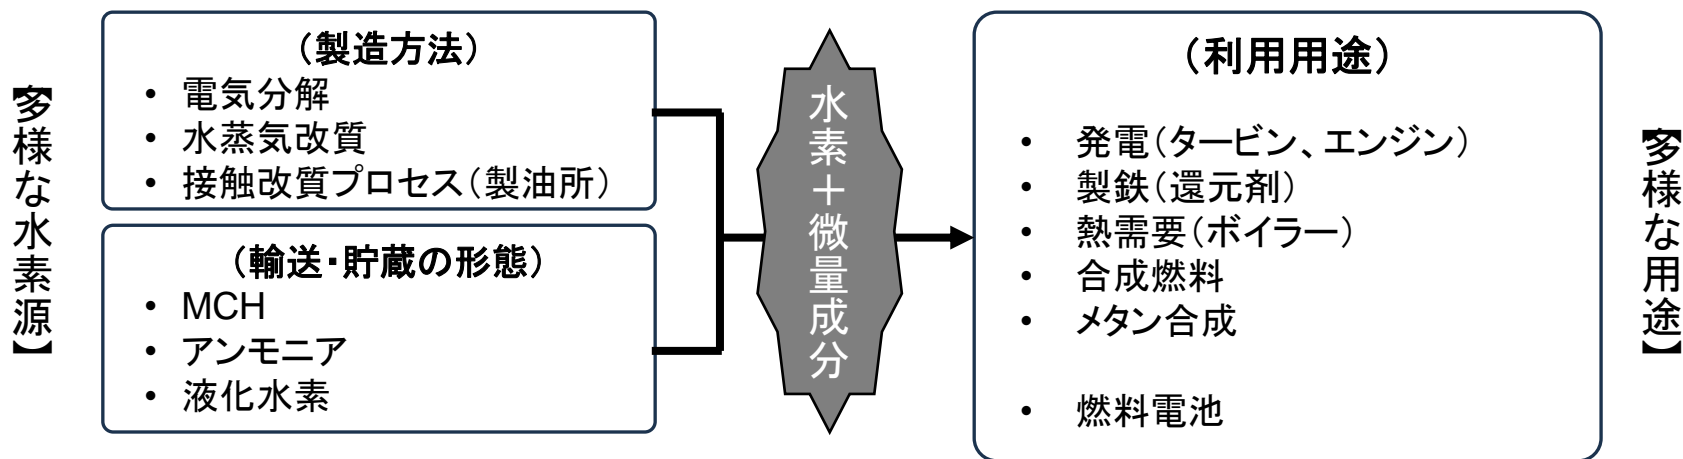 【多様な水素源】
（製造方法）
• 電気分解
• 水蒸気改質
• 接触改質プロセス（製油所）
（輸送・貯蔵の形態）
• MCH
• アンモニア
• 液化水素
水素＋微量成分
（利用用途）
• 発電（タービン、エンジン）
• 製鉄（還元剤）
• 熱需要（ボイラー）
• 合成燃料
• メタン合成
• 燃料電池
【多様な用途】